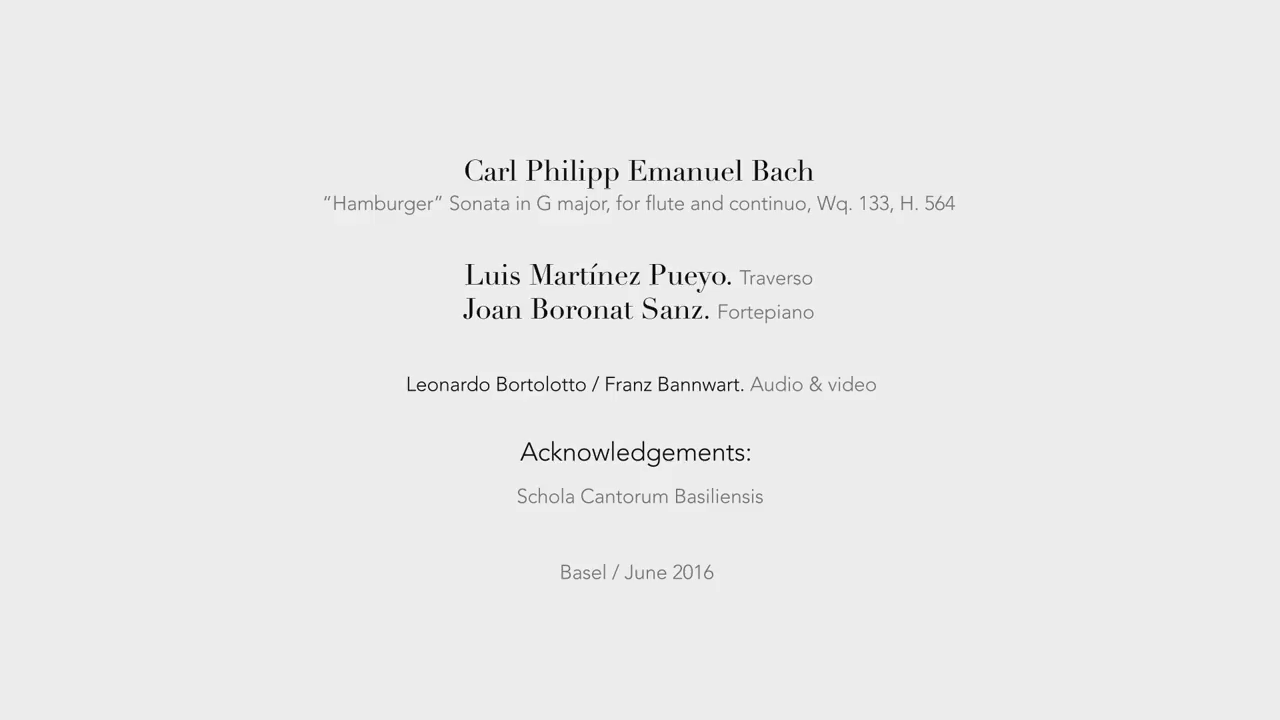 Carl Philipp Emanuel Bach
“Hamburger” Sonata in G major, for flute and continuo, Wq. 133, H. 564
Luis Martínez Pueyo. Traverso
Joan Boronat Sanz. Fortepiano
Leonardo Bortolotto / Franz Bannwart. Audio & video
Acknowledgements:
Schola Cantorum Basiliensis
Basel / June 2016